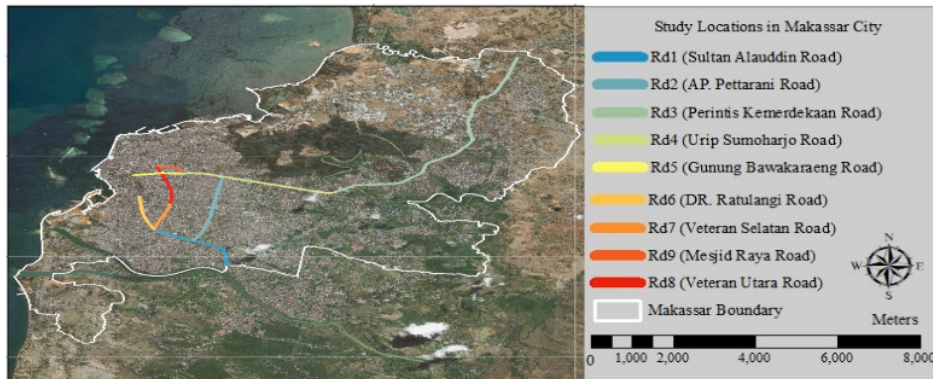 Study Locations in Makassar City
Rd1 (Sultan Alauddin Road)
Rd2 (AP. Pettarani Road)
Rd3 (Perintis Kemerdekaan Road)
Rd4 (Urip Sumoharjo Road)
Rd5 (Gunung Bawakaraeng Road)
Rd6 (DR. Ratulangi Road)
Rd7 (Veteran Selatan Road)
Rd9 (Mesjid Raya Road)
Rd8 (Veteran Utara Road)
Makassar Boundary
N
W E
S
Meters
0 1,000 2,000 4,000 6,000 8,000